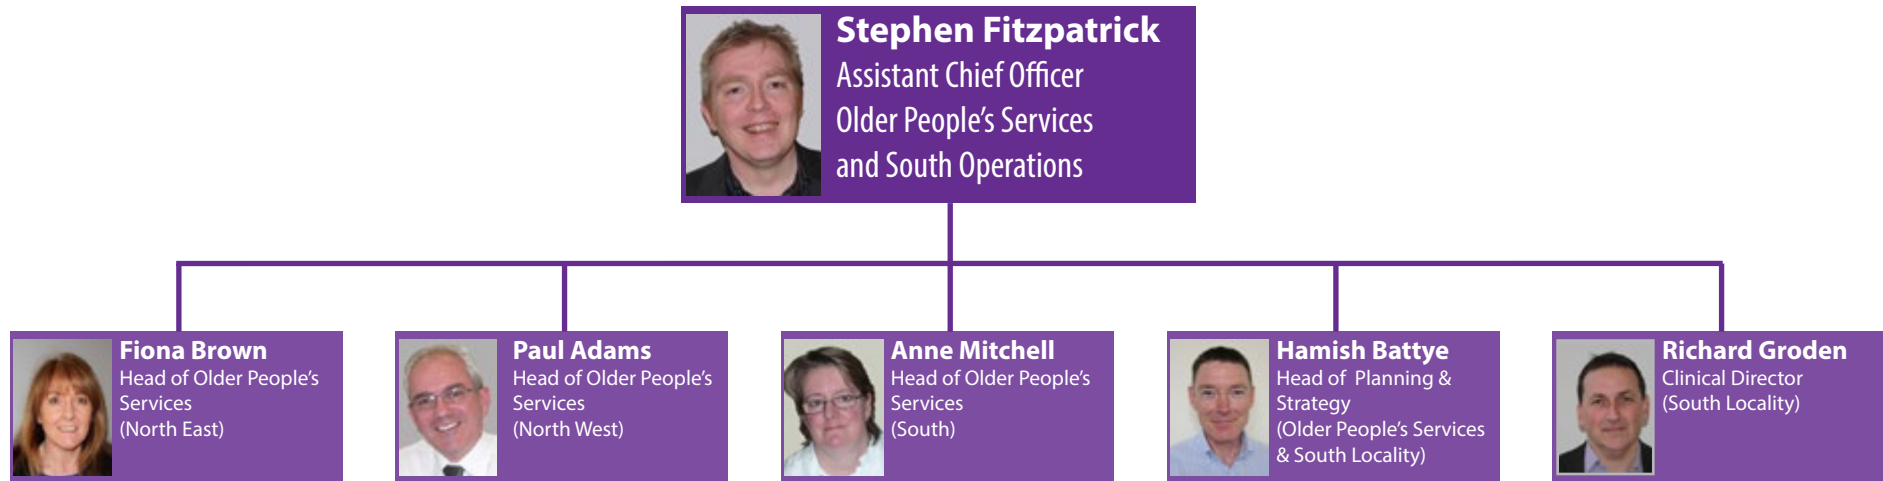 Stephen Fitzpatrick
Assistant Chief Officer
Older People's Services
and South Operations
Fiona Brown
Head of Older People's
Services
(North East)
Paul Adams
Head of Older People's
Services
(North West)
Anne Mitchell
Head of Older People's
Services
(South)
Hamish Battye
Head of  Planning &
Strategy
(Older People's Services
& South Locality)
Richard Groden
Clinical Director
(South Locality)